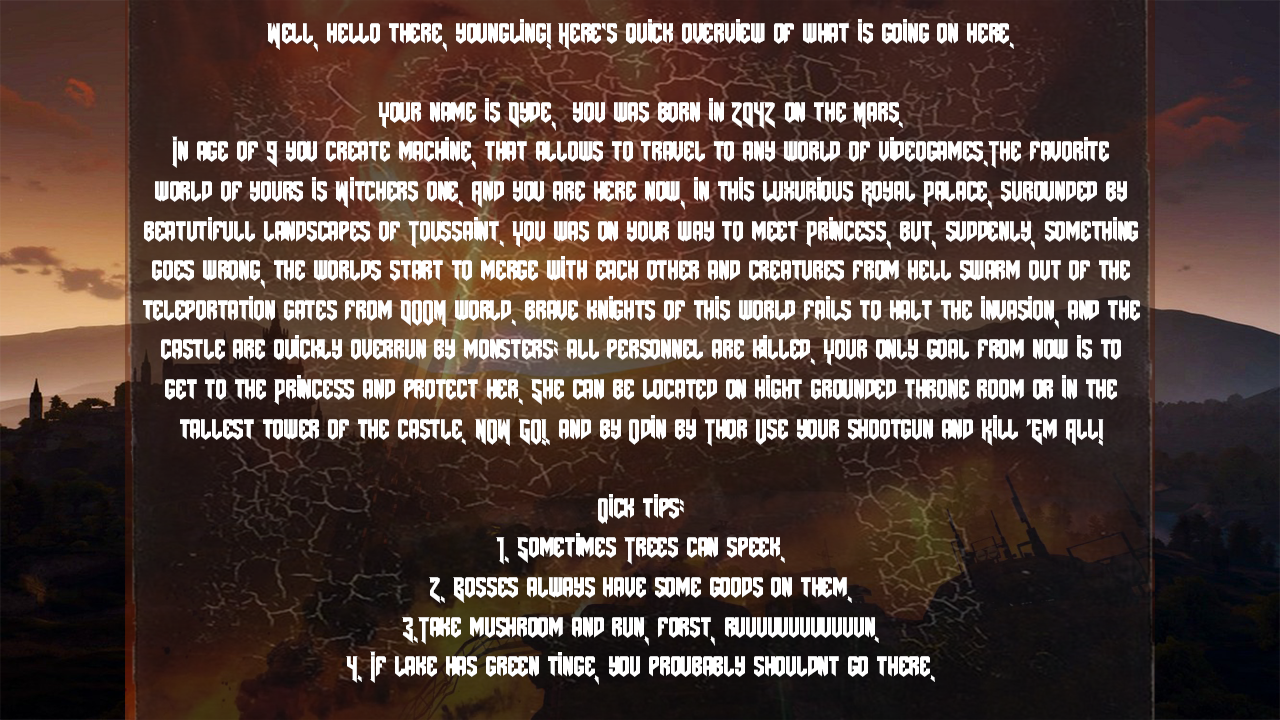 Well, hello there, youngling! Here's quick overview of what is going on here.
Your name is Dyde, you was born in 2042 on the Mars.
In age of 9 you create machine, that allows to travel to any world of videogames.The favorite
world of yours is Witchers one. And you are here now, in this luxurious Royal Palace, surounded by
beatutifull landscapes of Toussaint. You was on your way to meet Princess, but, suddenly, something
goes wrong, the worlds start to merge with each other and creatures from hell swarm out of the
teleportation gates from DOOM world. brave knights of this world fails to halt the invasion, and the
castle are quickly overrun by monsters; all personnel are killed. Your only goal from now is to
get to the Princess and protect her. She can be located on hight grounded throne room or in the
tallest tower of the castle. NOW GO!, and by Odin by Thor Use your shootgun and Kill 'Em All!
Qick tips:
1. Sometimes Trees can speek.
2. Bosses always have some goods on them.
3.Take mushroom and run, forst, ruuuuuuuuuuuun.
4. If lake has green tinge, you proubably shouldnt go there.